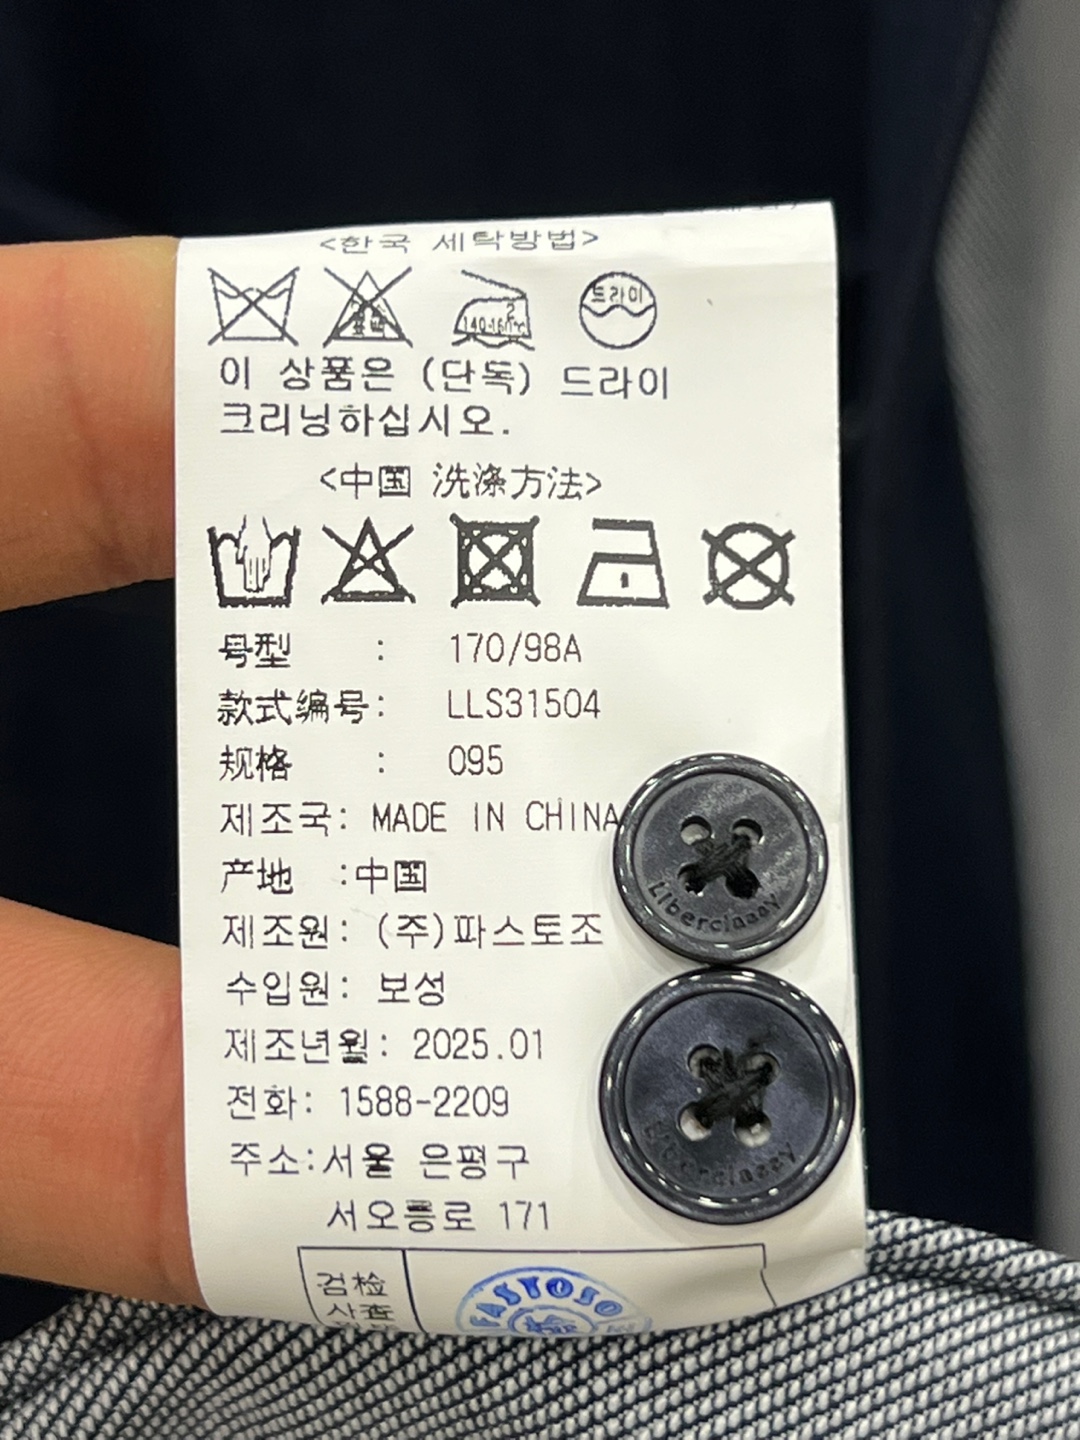 <한국 세탁방법>
2
140-160℃
드라이
이 상품은 (단독) 드라이
크리닝하십시오.
<中国 洗涤方法>
号型 : 170/98A
款式编号: LLS31504
规格 : 095
제조국: MADE IN CHINA
产地 :中国
제조원: (주)파스토조
수입원: 보성
제조년월: 2025.01
전화: 1588-2209
주소:서울 은평구
서오릉로 171
Liberclassy
Liberclassy
검检
사查
FASTOSO